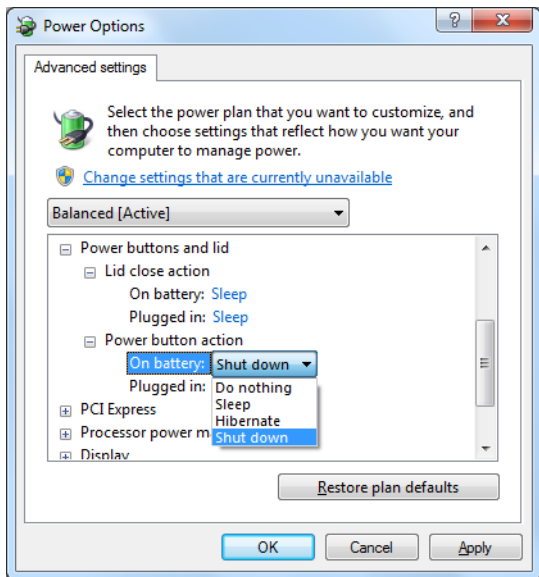 Power Options
Advanced settings
Select the power plan that you want to customize, and
then choose settings that reflect how you want your
computer to manage power.
Change settings that are currently unavailable
Balanced [Active]
Power buttons and lid
Lid close action
On battery: Sleep
Plugged in: Sleep
Power button action
On battery: Shut down
Plugged in:
Do nothing
Sleep
Hibernate
Shut down
PCI Express
Processor power m
Display
Restore plan defaults
OK Cancel Apply